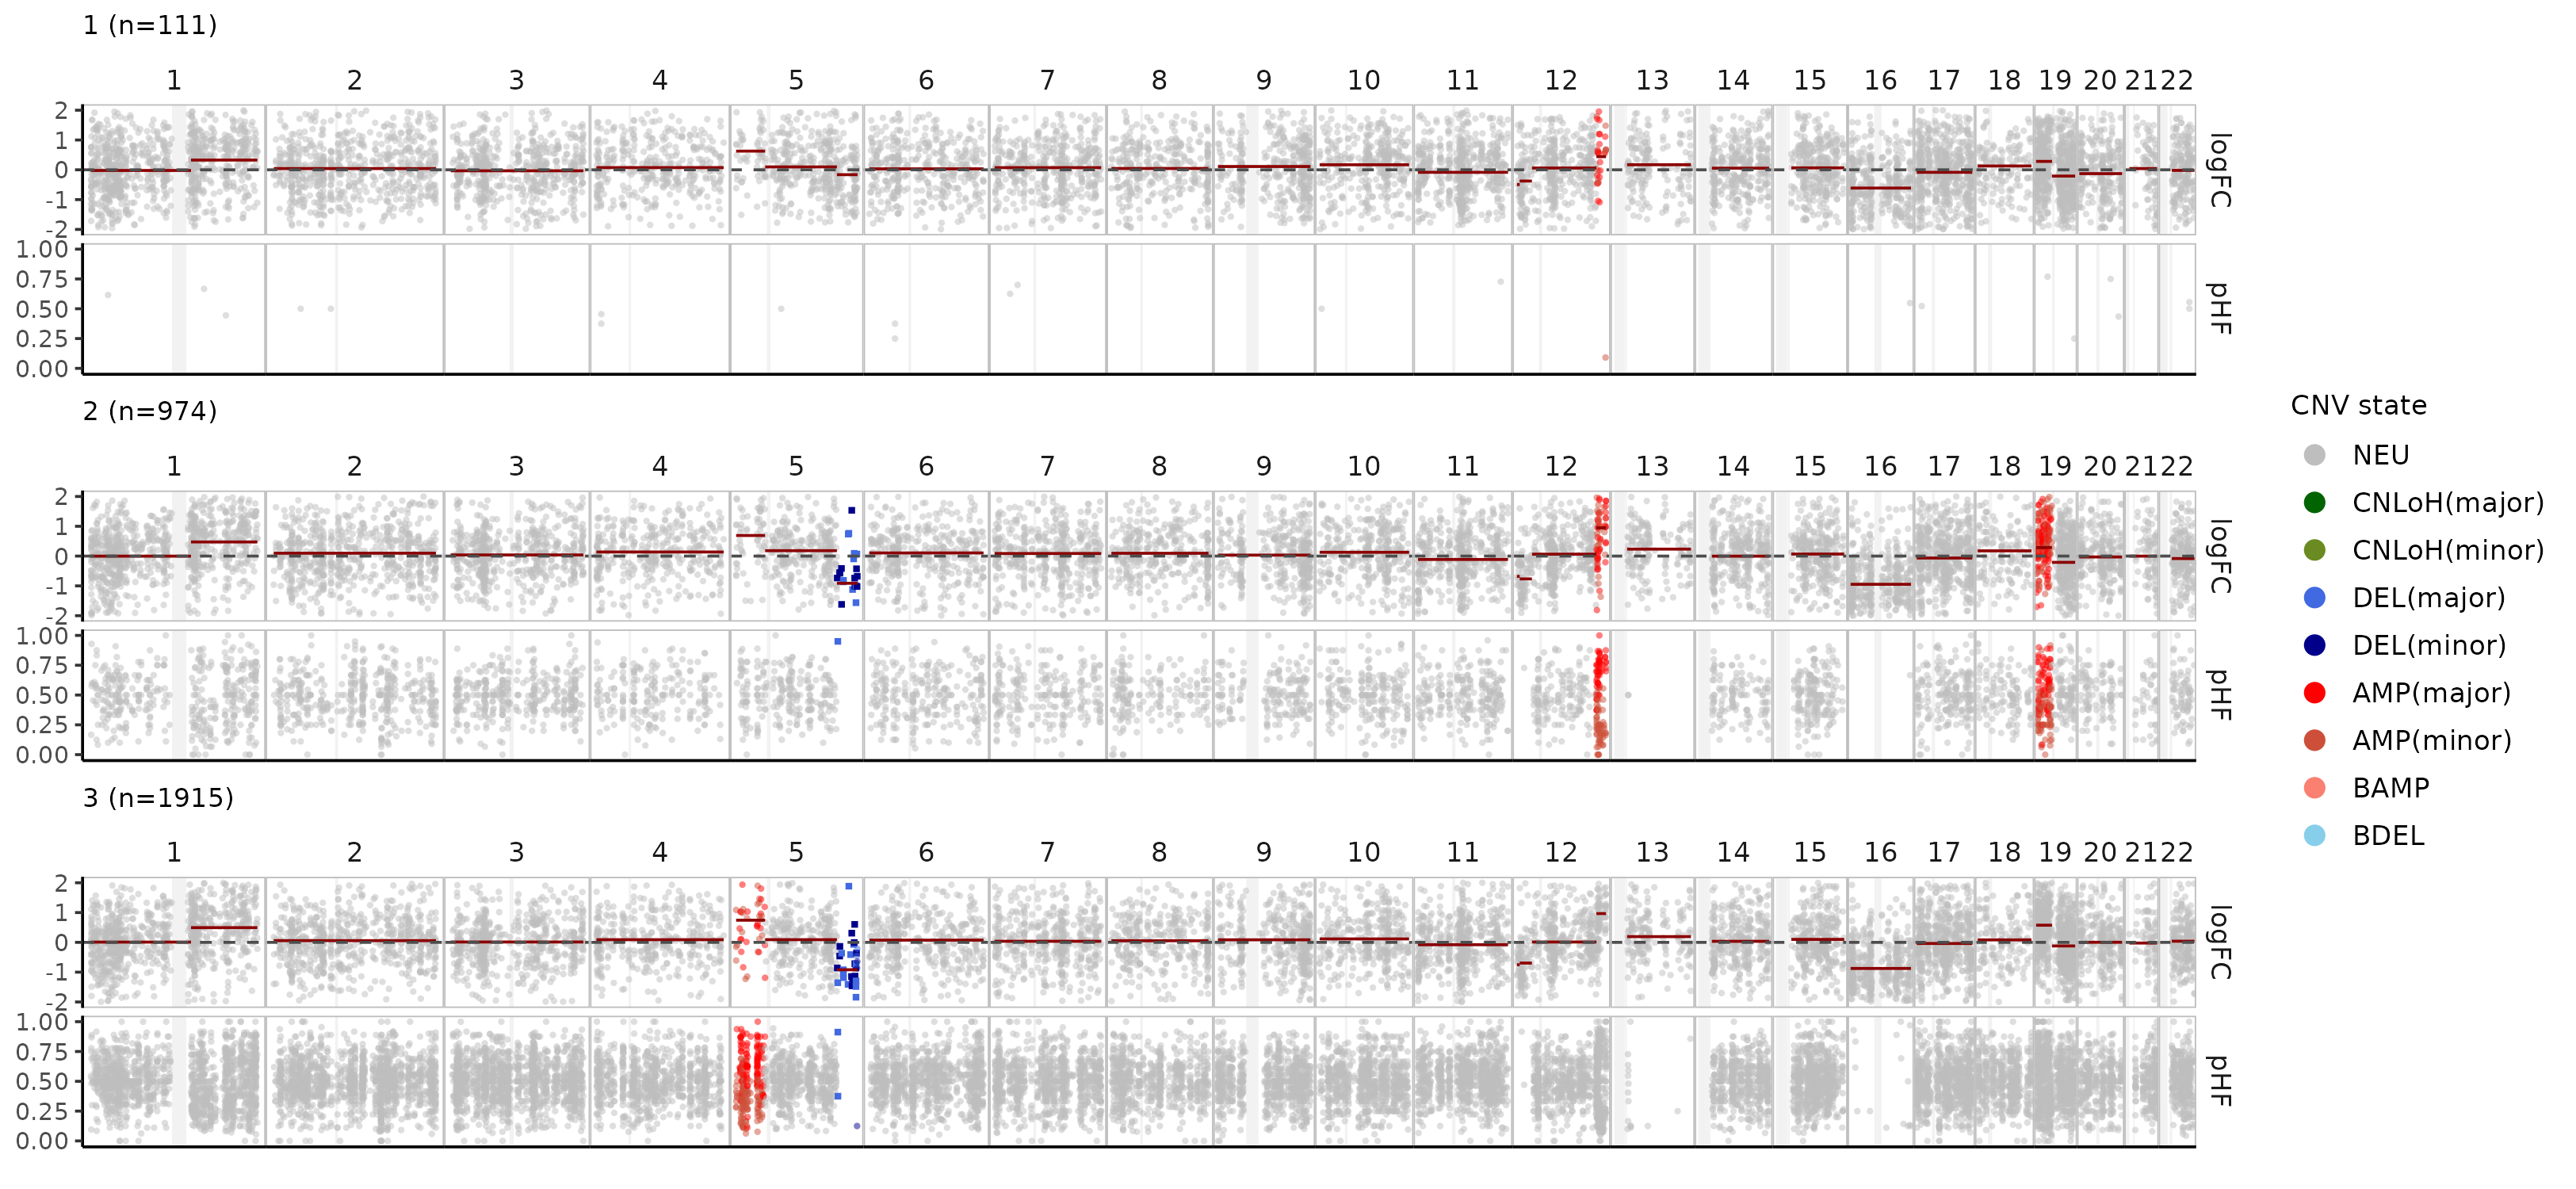 1 (n=111)
1 2 3 4 5 6 7 8 9 10 11 12 13 14 15 16 17 18 19 20 21 22
2
1
0
-1
-2
logFC
1.00
0.75
0.50
0.25
0.00
pHF
2 (n=974)
1 2 3 4 5 6 7 8 9 10 11 12 13 14 15 16 17 18 19 20 21 22
2
1
0
-1
-2
logFC
1.00
0.75
0.50
0.25
0.00
pHF
3 (n=1915)
1 2 3 4 5 6 7 8 9 10 11 12 13 14 15 16 17 18 19 20 21 22
2
1
0
-1
-2
logFC
1.00
0.75
0.50
0.25
0.00
pHF
CNV state
NEU
CNLoH(major)
CNLoH(minor)
DEL(major)
DEL(minor)
AMP(major)
AMP(minor)
BAMP
BDEL